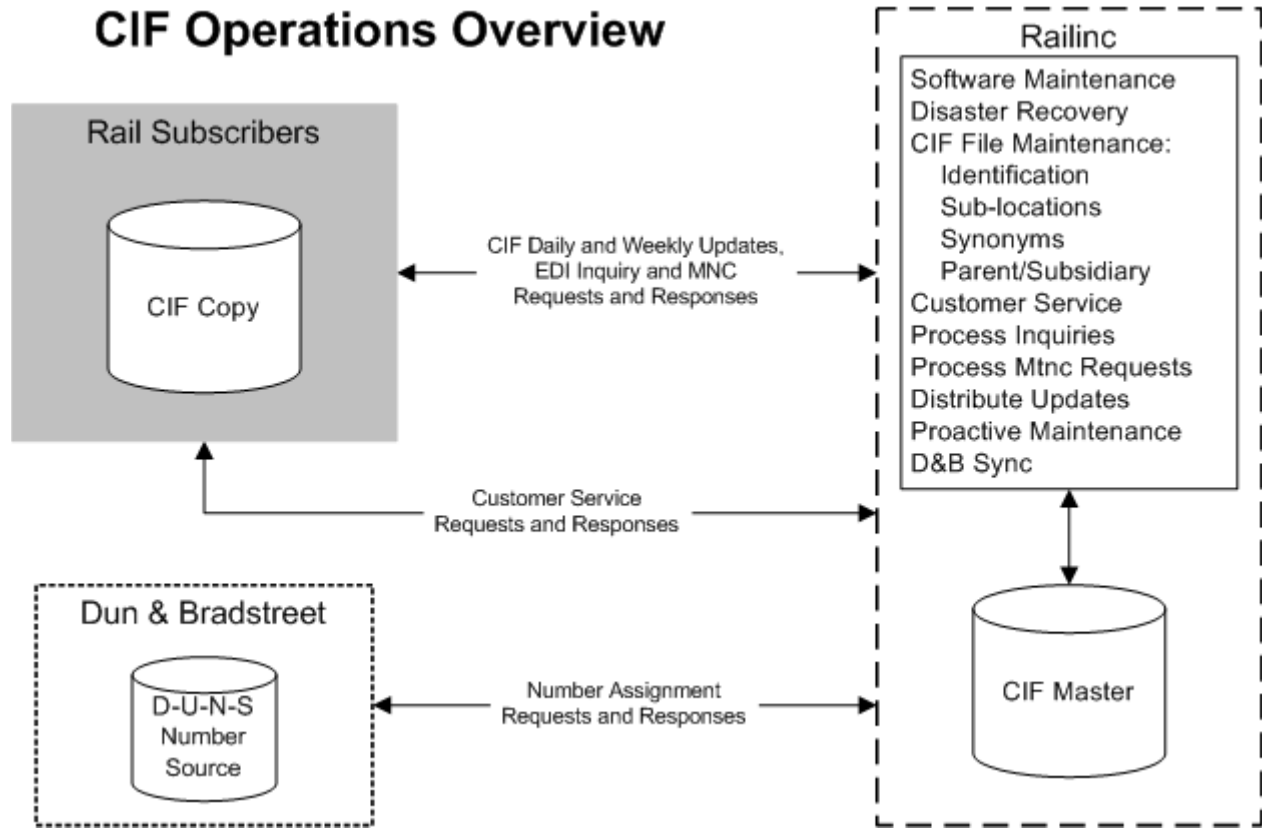 CIF Operations Overview
Rail Subscribers
CIF Copy
CIF Daily and Weekly Updates,
EDI Inquiry and MNC
Requests and Responses
Customer Service
Requests and Responses
Dun & Bradstreet
D-U-N-S
Number
Source
Number Assignment
Requests and Responses
Railinc
Software Maintenance
Disaster Recovery
CIF File Maintenance:
Identification
Sub-locations
Synonyms
Parent/Subsidiary
Customer Service
Process Inquiries
Process Mtnc Requests
Distribute Updates
Proactive Maintenance
D&B Sync
CIF Master